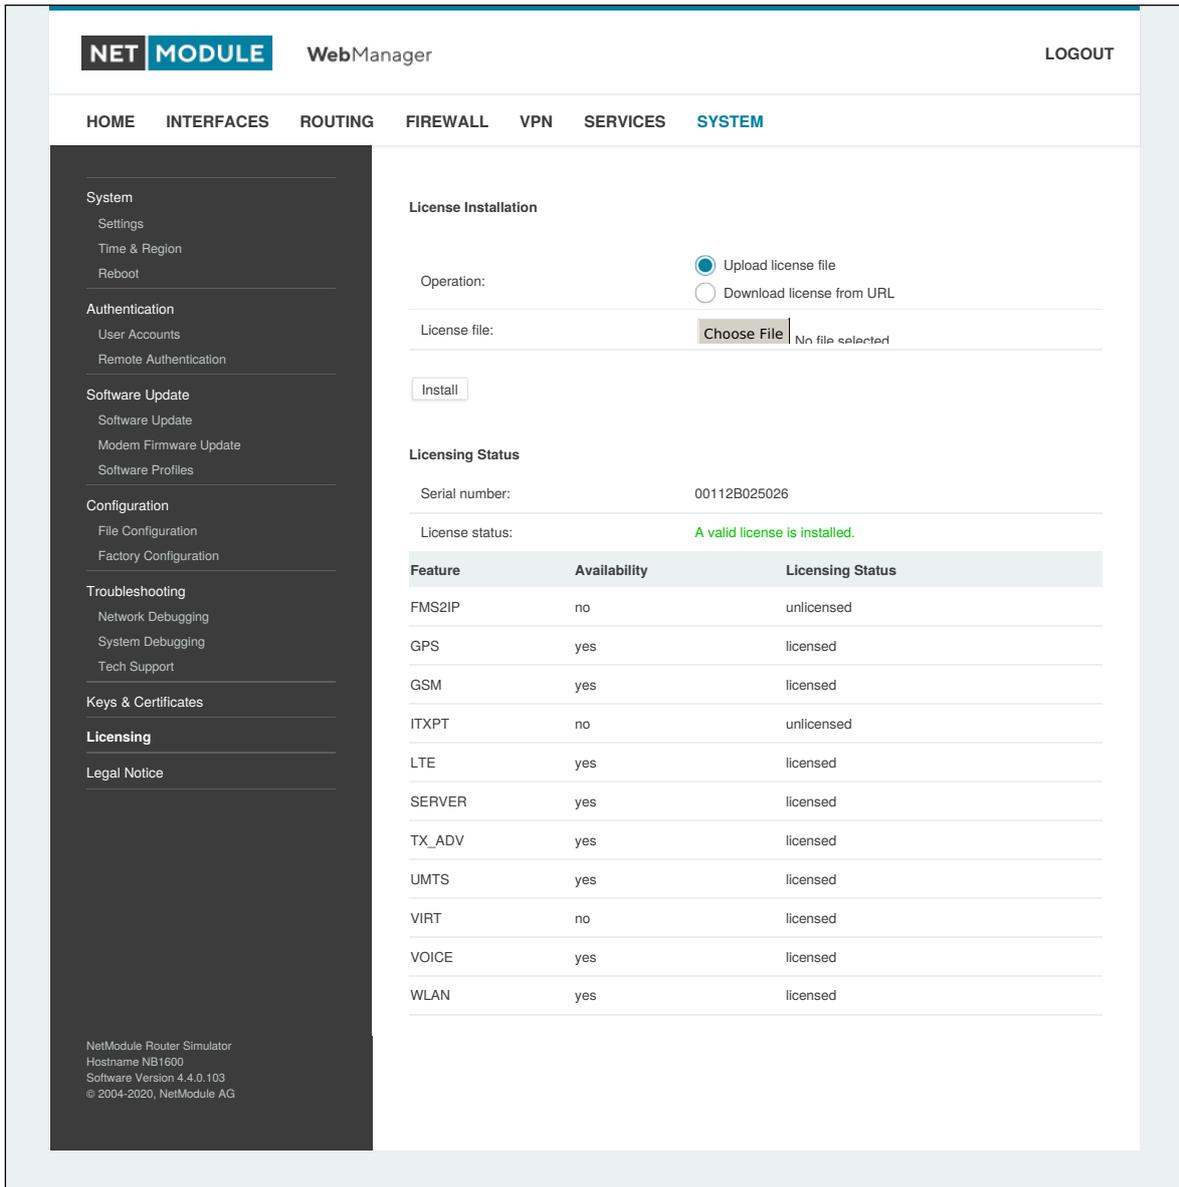 NET MODULE WebManager LOGOUT
HOME INTERFACES ROUTING FIREWALL VPN SERVICES SYSTEM
System
Settings
Time & Region
Reboot
Authentication
User Accounts
Remote Authentication
Software Update
Software Update
Modem Firmware Update
Software Profiles
Configuration
File Configuration
Factory Configuration
Troubleshooting
Network Debugging
System Debugging
Tech Support
Keys & Certificates
Licensing
Legal Notice
NetModule Router Simulator
Hostname NB1600
Software Version 4.4.0.103
© 2004-2020, NetModule AG
License Installation
Operation:
Upload license file
Download license from URL
License file: Choose File No file selected
Install
Licensing Status
Serial number: 00112B025026
License status: A valid license is installed.
Feature Availability Licensing Status
FMS2IP no unlicensed
GPS yes licensed
GSM yes licensed
ITXPT no unlicensed
LTE yes licensed
SERVER yes licensed
TX_ADV yes licensed
UMTS yes licensed
VIRT no licensed
VOICE yes licensed
WLAN yes licensed